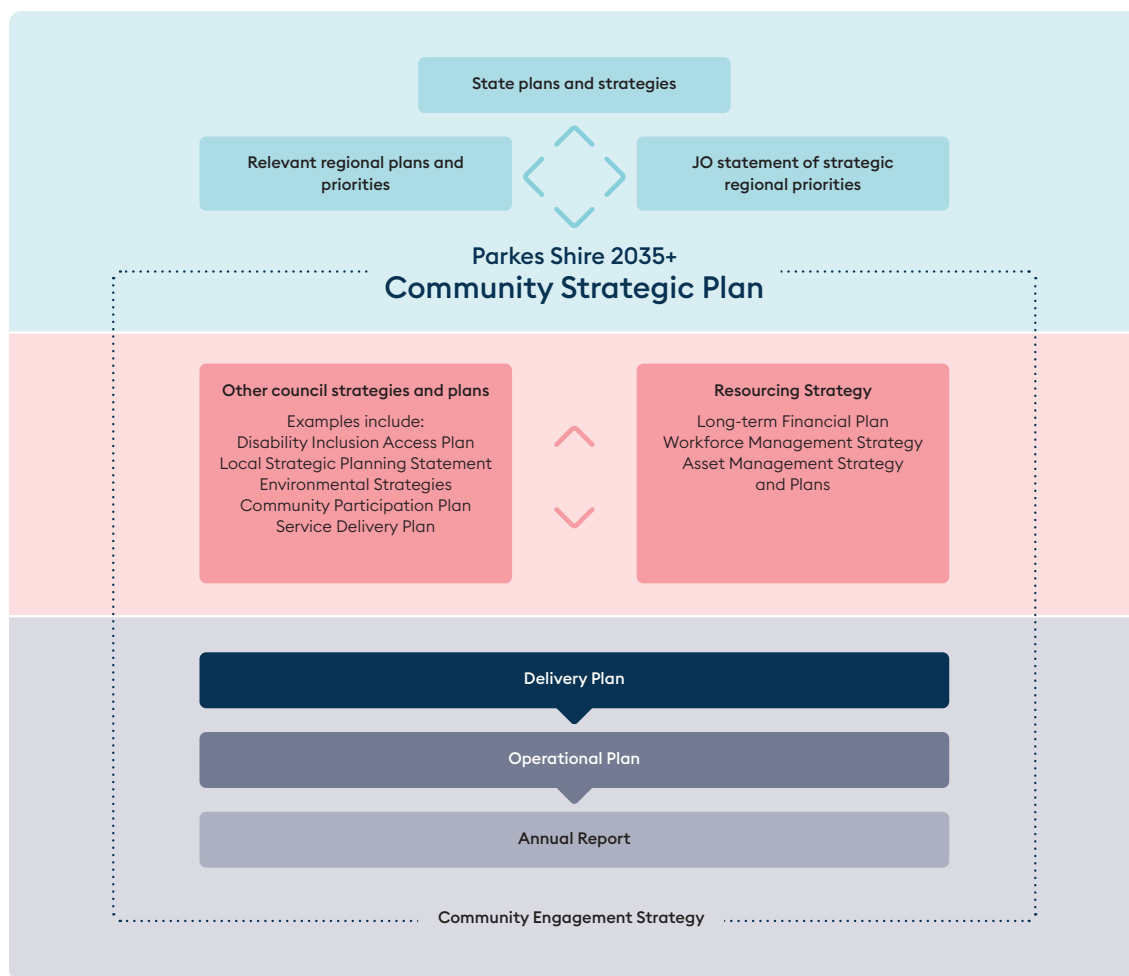 State plans and strategies
Relevant regional plans and
priorities
JO statement of strategic
regional priorities
Parkes Shire 2035+
Community Strategic Plan
Other council strategies and plans
Examples include:
Disability Inclusion Access Plan
Local Strategic Planning Statement
Environmental Strategies
Community Participation Plan
Service Delivery Plan
Resourcing Strategy
Long-term Financial Plan
Workforce Management Strategy
Asset Management Strategy
and Plans
Delivery Plan
Operational Plan
Annual Report
Community Engagement Strategy